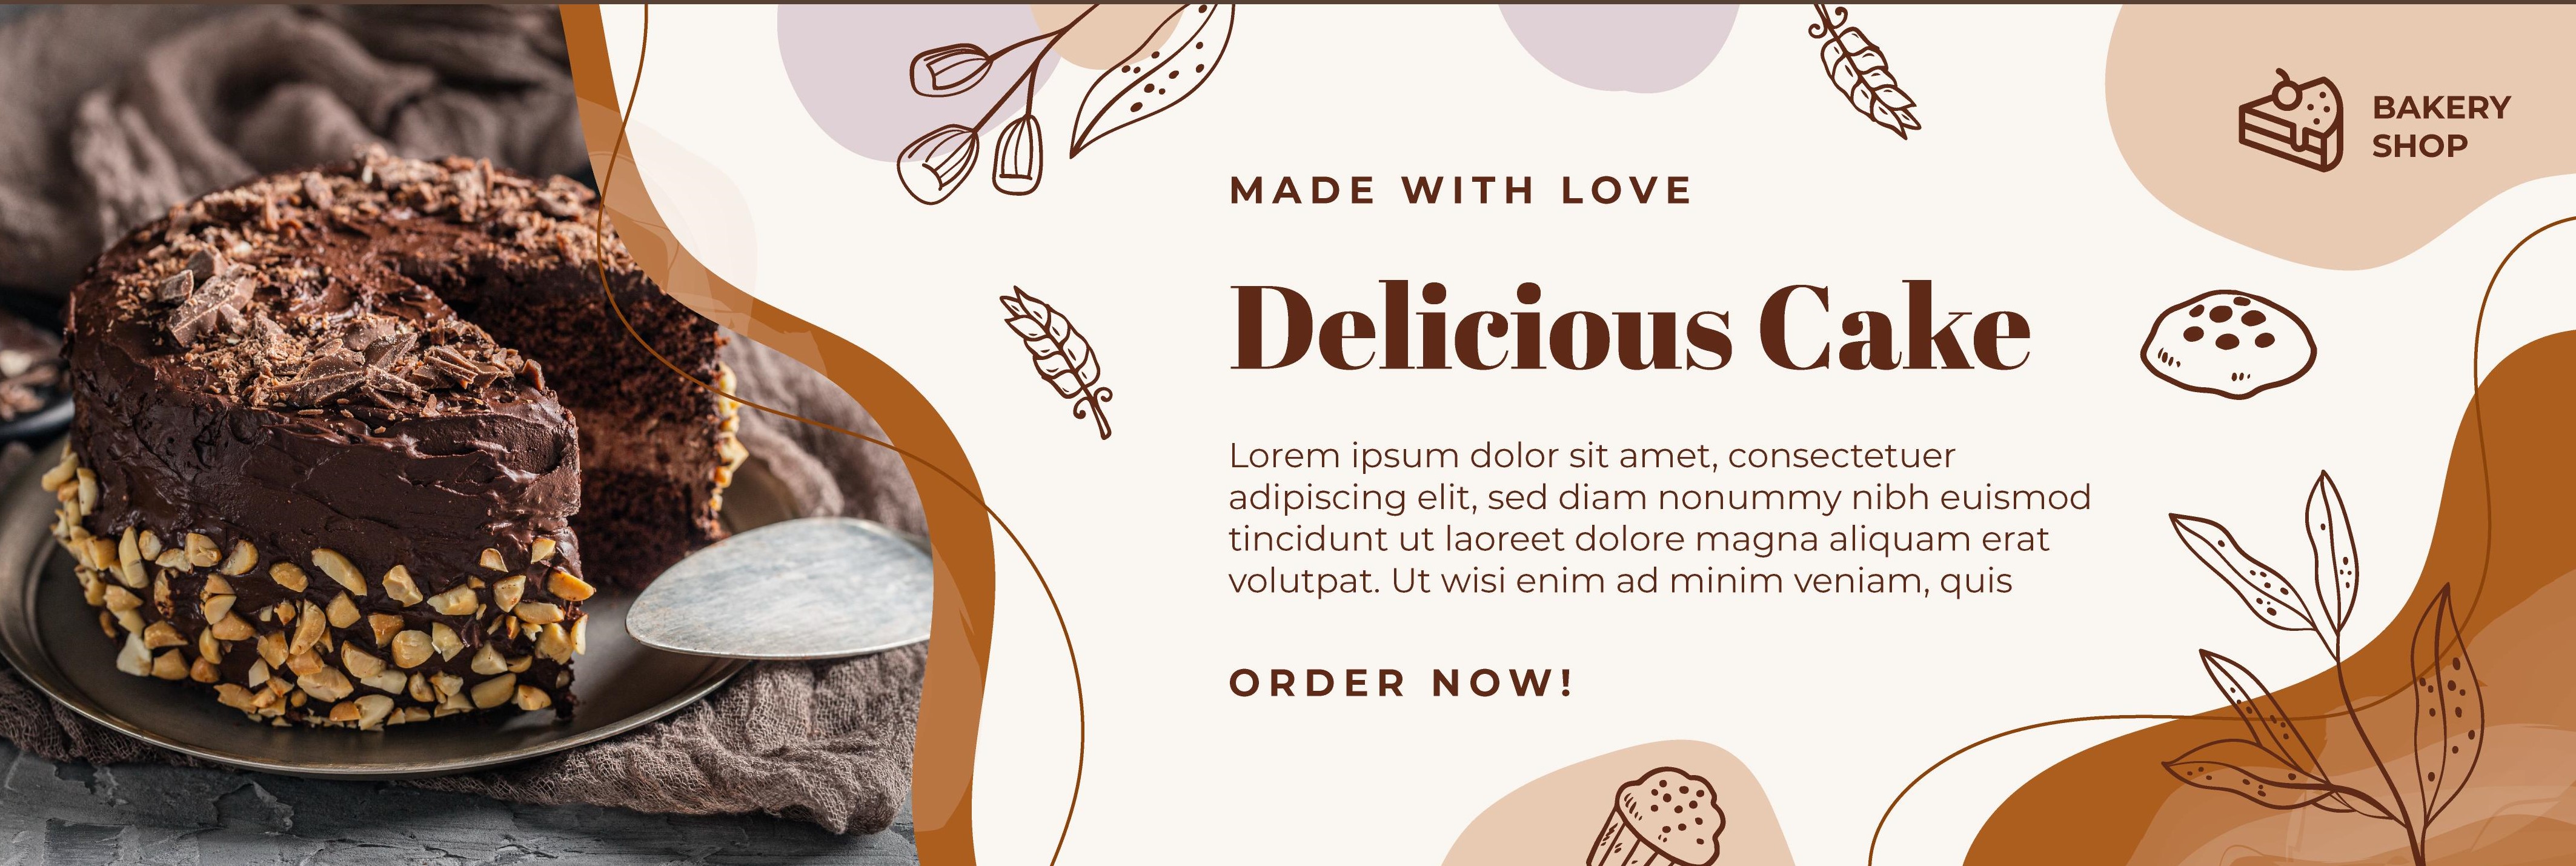 BAKERY
SHOP
MADE WITH LOVE
Delicious Cake
Lorem ipsum dolor sit amet, consectetuer
adipiscing elit, sed diam nonummy nibh euismod
tincidunt ut laoreet dolore magna aliquam erat
volutpat. Ut wisi enim ad minim veniam, quis
ORDER NOW!